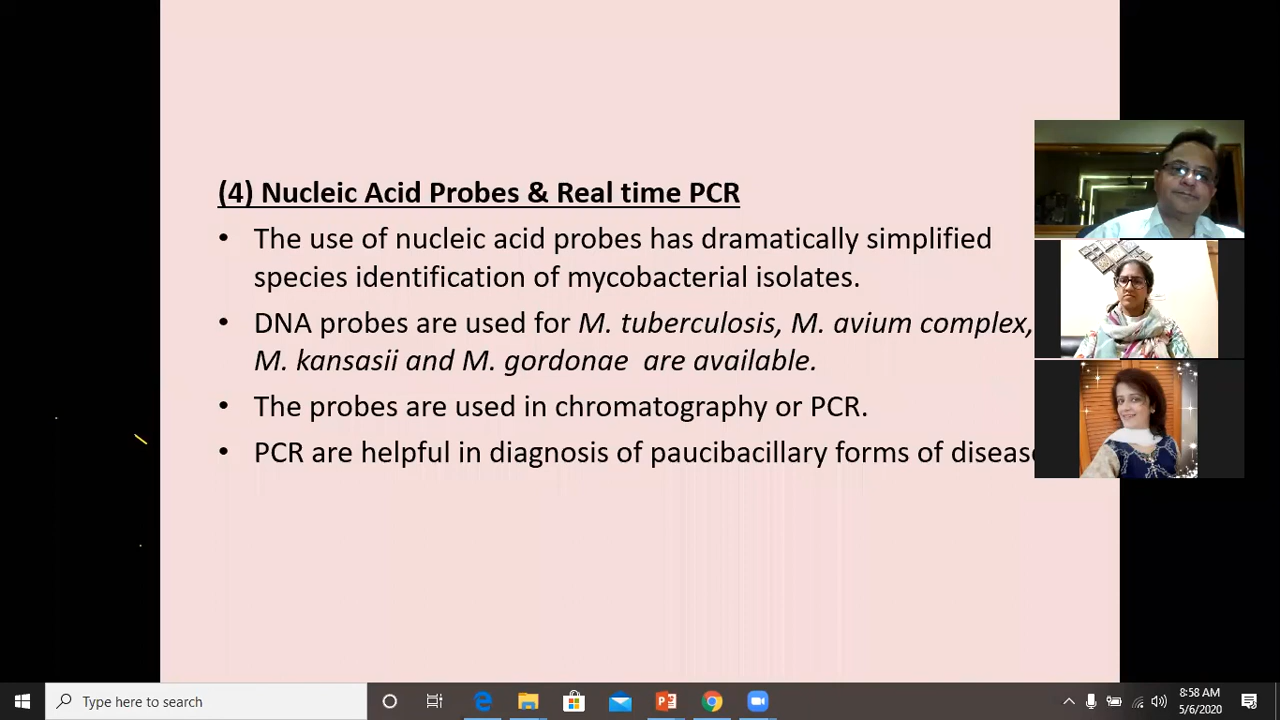 (4) Nucleic Acid Probes & Real time PCR
• The use of nucleic acid probes has dramatically simplified
species identification of mycobacterial isolates.
• DNA probes are used for M. tuberculosis, M. avium complex,
M. kansasii and M. gordonae are available.
• The probes are used in chromatography or PCR.
• PCR are helpful in diagnosis of paucibacillary forms of
Type here to search
8:58 AM
5/6/2020